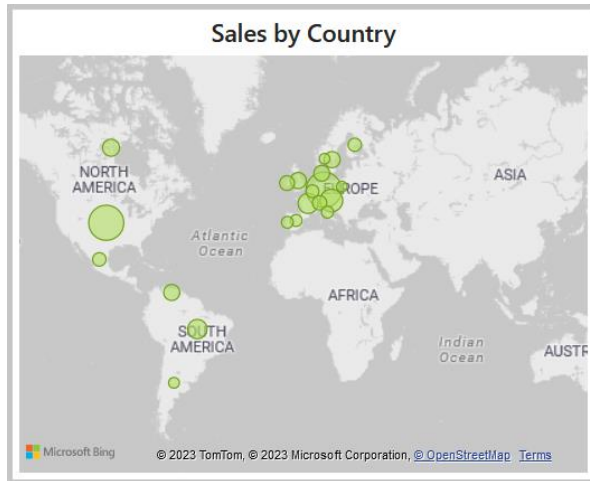 Sales by Country
NORTH
AMERICA
EUROPE
ASIA
Atlantic
Ocean
AFRICA
SOUTH
AMERICA
Indian
Ocean
AUSTR
Microsoft Bing
© 2023 TomTom, © 2023 Microsoft Corporation, © OpenStreetMap Terms